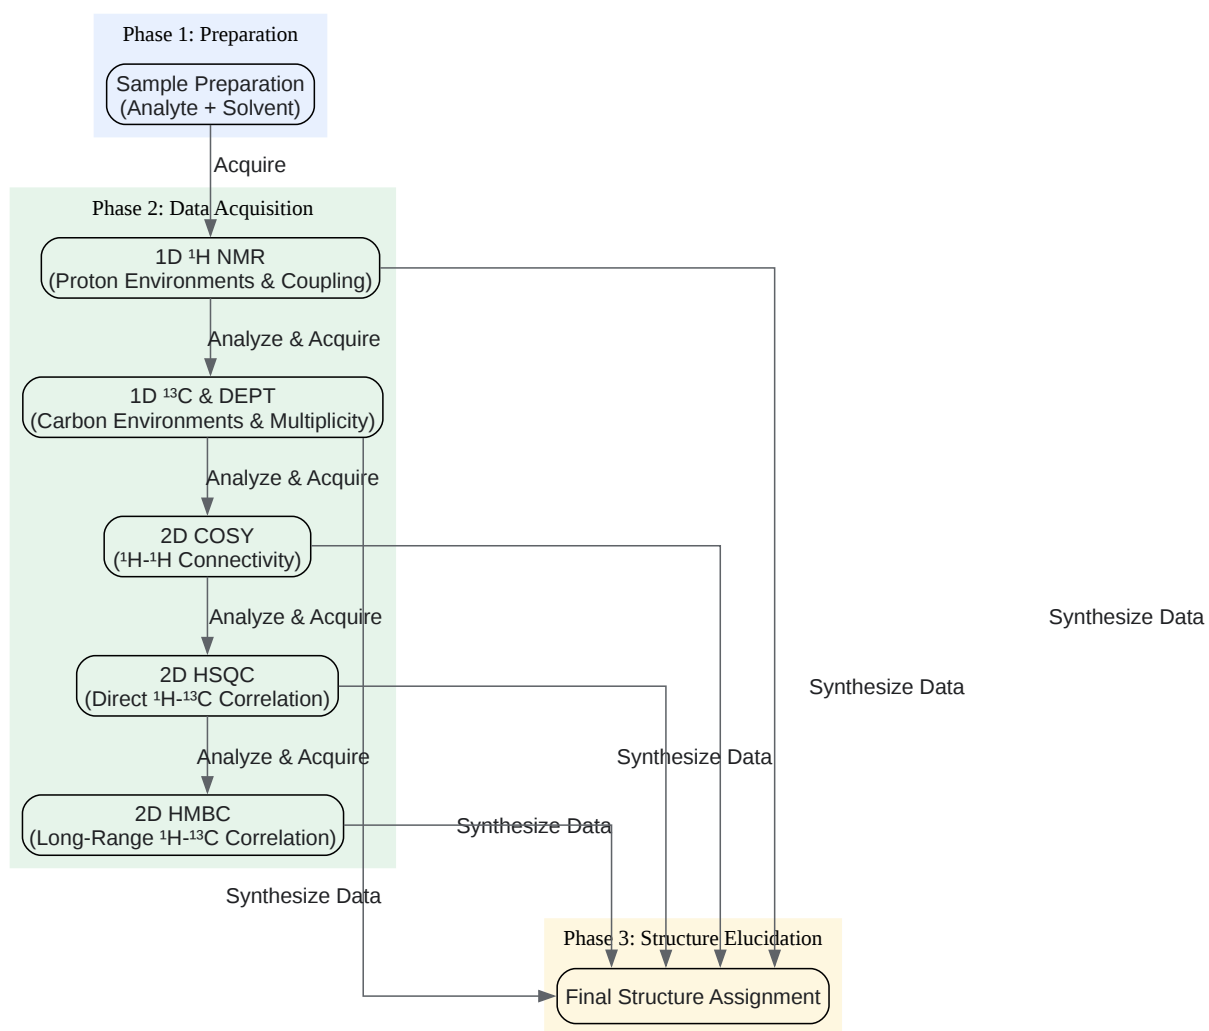 Phase 1: Preparation
Sample Preparation
(Analyte + Solvent)
Acquire
Phase 2: Data Acquisition
1D ¹H NMR
(Proton Environments & Coupling)
Analyze & Acquire
1D ¹³C & DEPT
(Carbon Environments & Multiplicity)
Analyze & Acquire
2D COSY
(¹H-¹H Connectivity)
Analyze & Acquire
Synthesize Data
2D HSQC
(Direct ¹H-¹³C Correlation)
Synthesize Data
Analyze & Acquire
Synthesize Data
2D HMBC
(Long-Range ¹H-¹³C Correlation)
Synthesize Data
Synthesize Data
Phase 3: Structure Elucidation
Final Structure Assignment